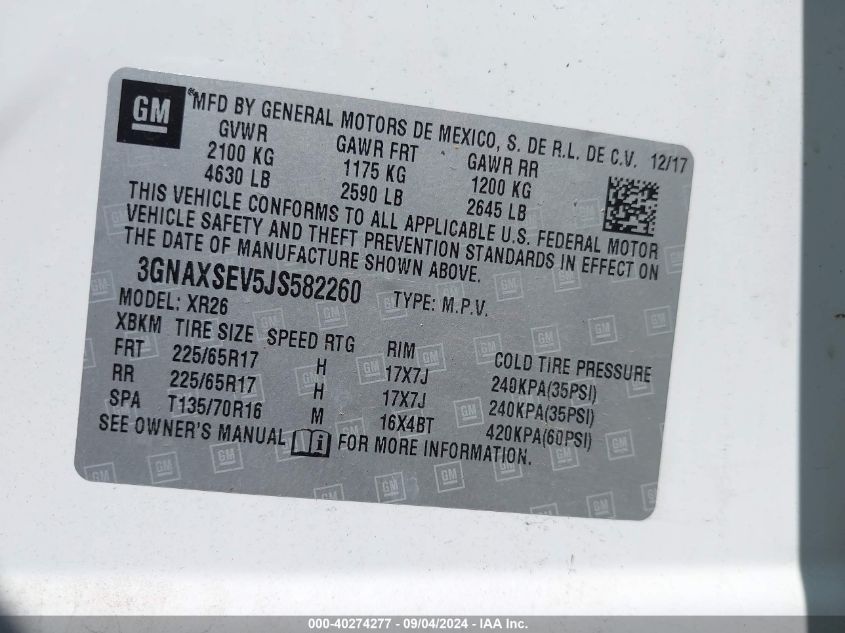 GM
®MFD BY GENERAL MOTORS DE MEXICO, S. DE R.L. DE C.V. 12/17
GVWR GAWR FRT GAWR RR
2100 KG 1175 KG 1200 KG
4630 LB 2590 LB 2645 LB
THIS VEHICLE CONFORMS TO ALL APPLICABLE U.S. FEDERAL MOTOR
VEHICLE SAFETY AND THEFT PREVENTION STANDARDS IN EFFECT ON
THE DATE OF MANUFACTURE SHOWN ABOVE.
3GNAXSEV5JS582260 TYPE: M.P.V.
MODEL: XR26
XBKM TIRE SIZE SPEED RTG RIM COLD TIRE PRESSURE
FRT 225/65R17 H 17X7J 240KPA(35PSI)
RR 225/65R17 H 17X7J 240KPA(35PSI)
SPA T135/70R16 M 16X4BT 420KPA(60PSI)
SEE OWNER'S MANUAL FOR MORE INFORMATION.
000-40274277 - 09/04/2024 - IAA Inc.